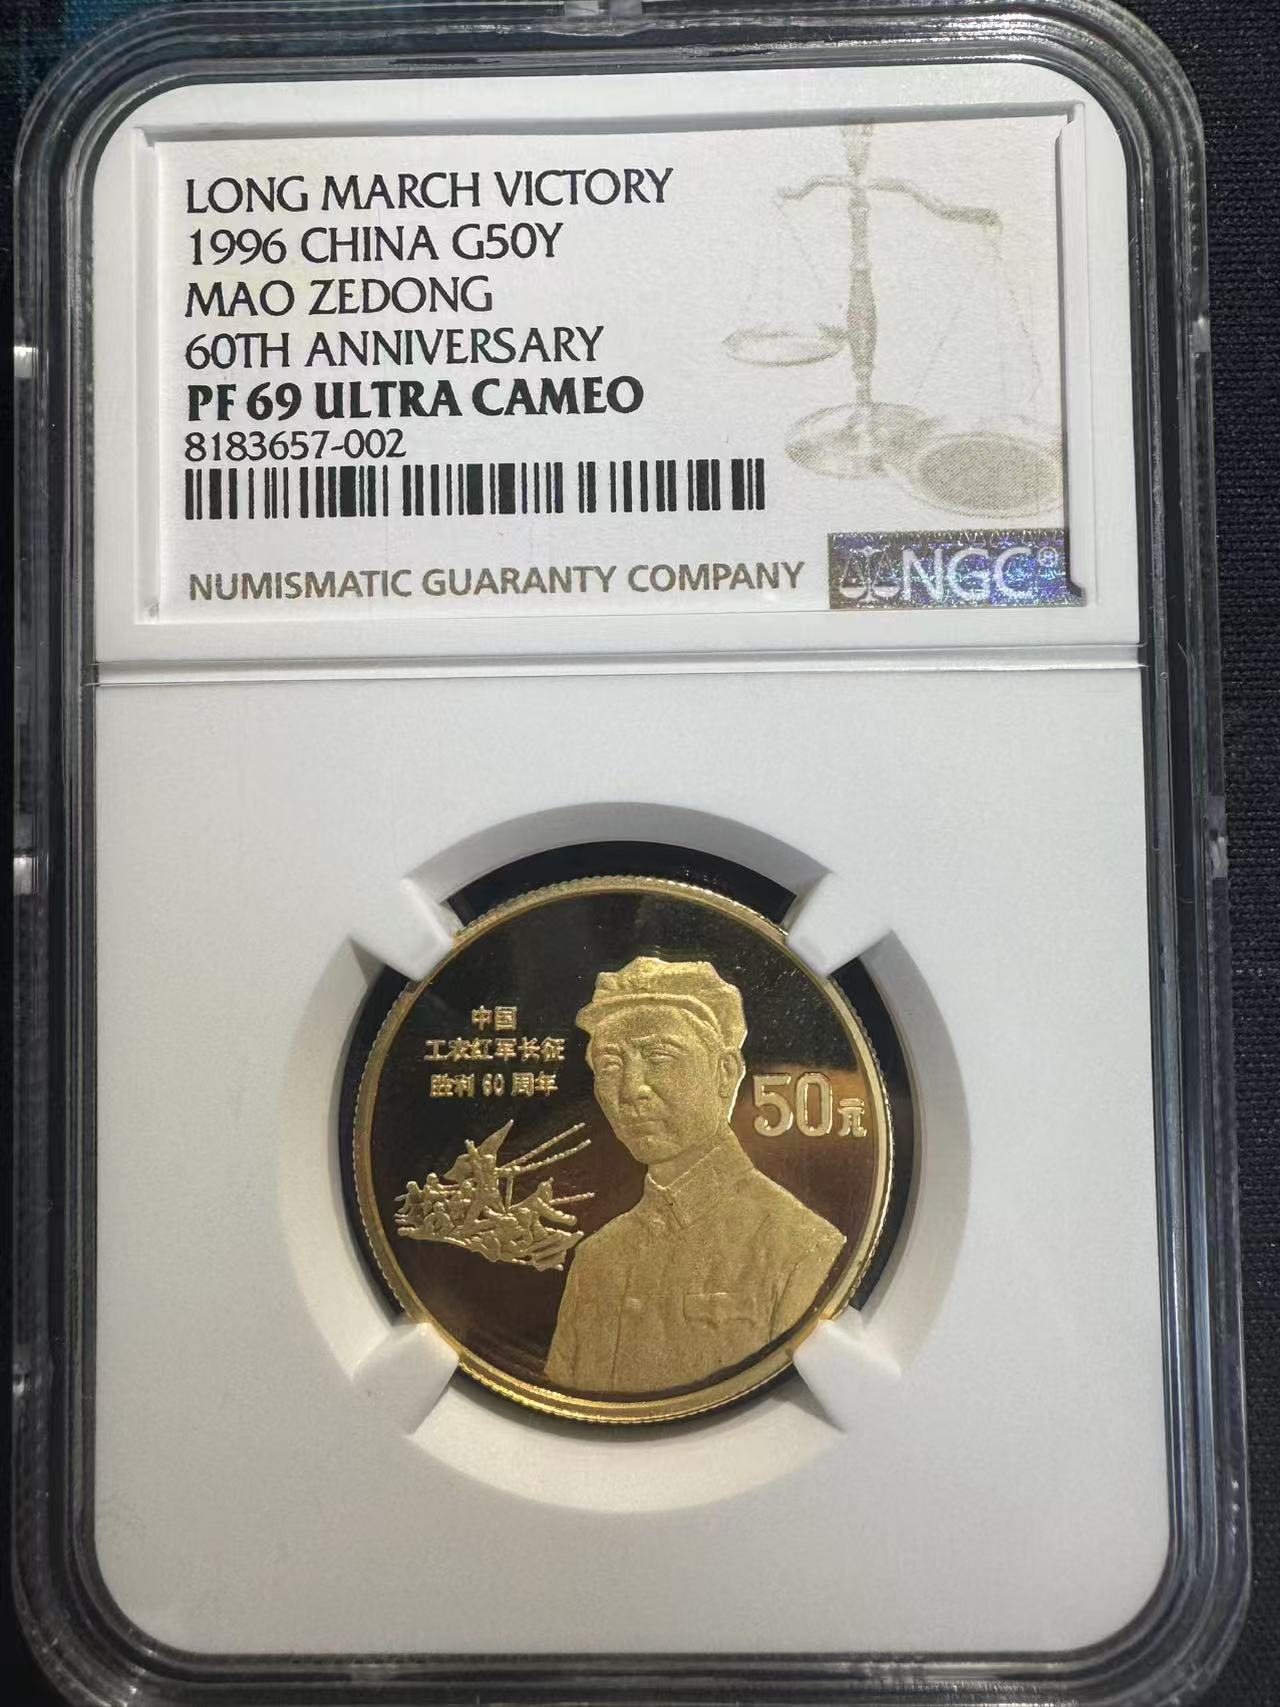 LONG MARCH VICTORY
1996 CHINA G50Y
MAO ZEDONG
60TH ANNIVERSARY
PF 69 ULTRA CAMEO
8183657-002
NUMISMATIC GUARANTY COMPANY
NGC®
中国
工农红军长征
胜利60周年
50元